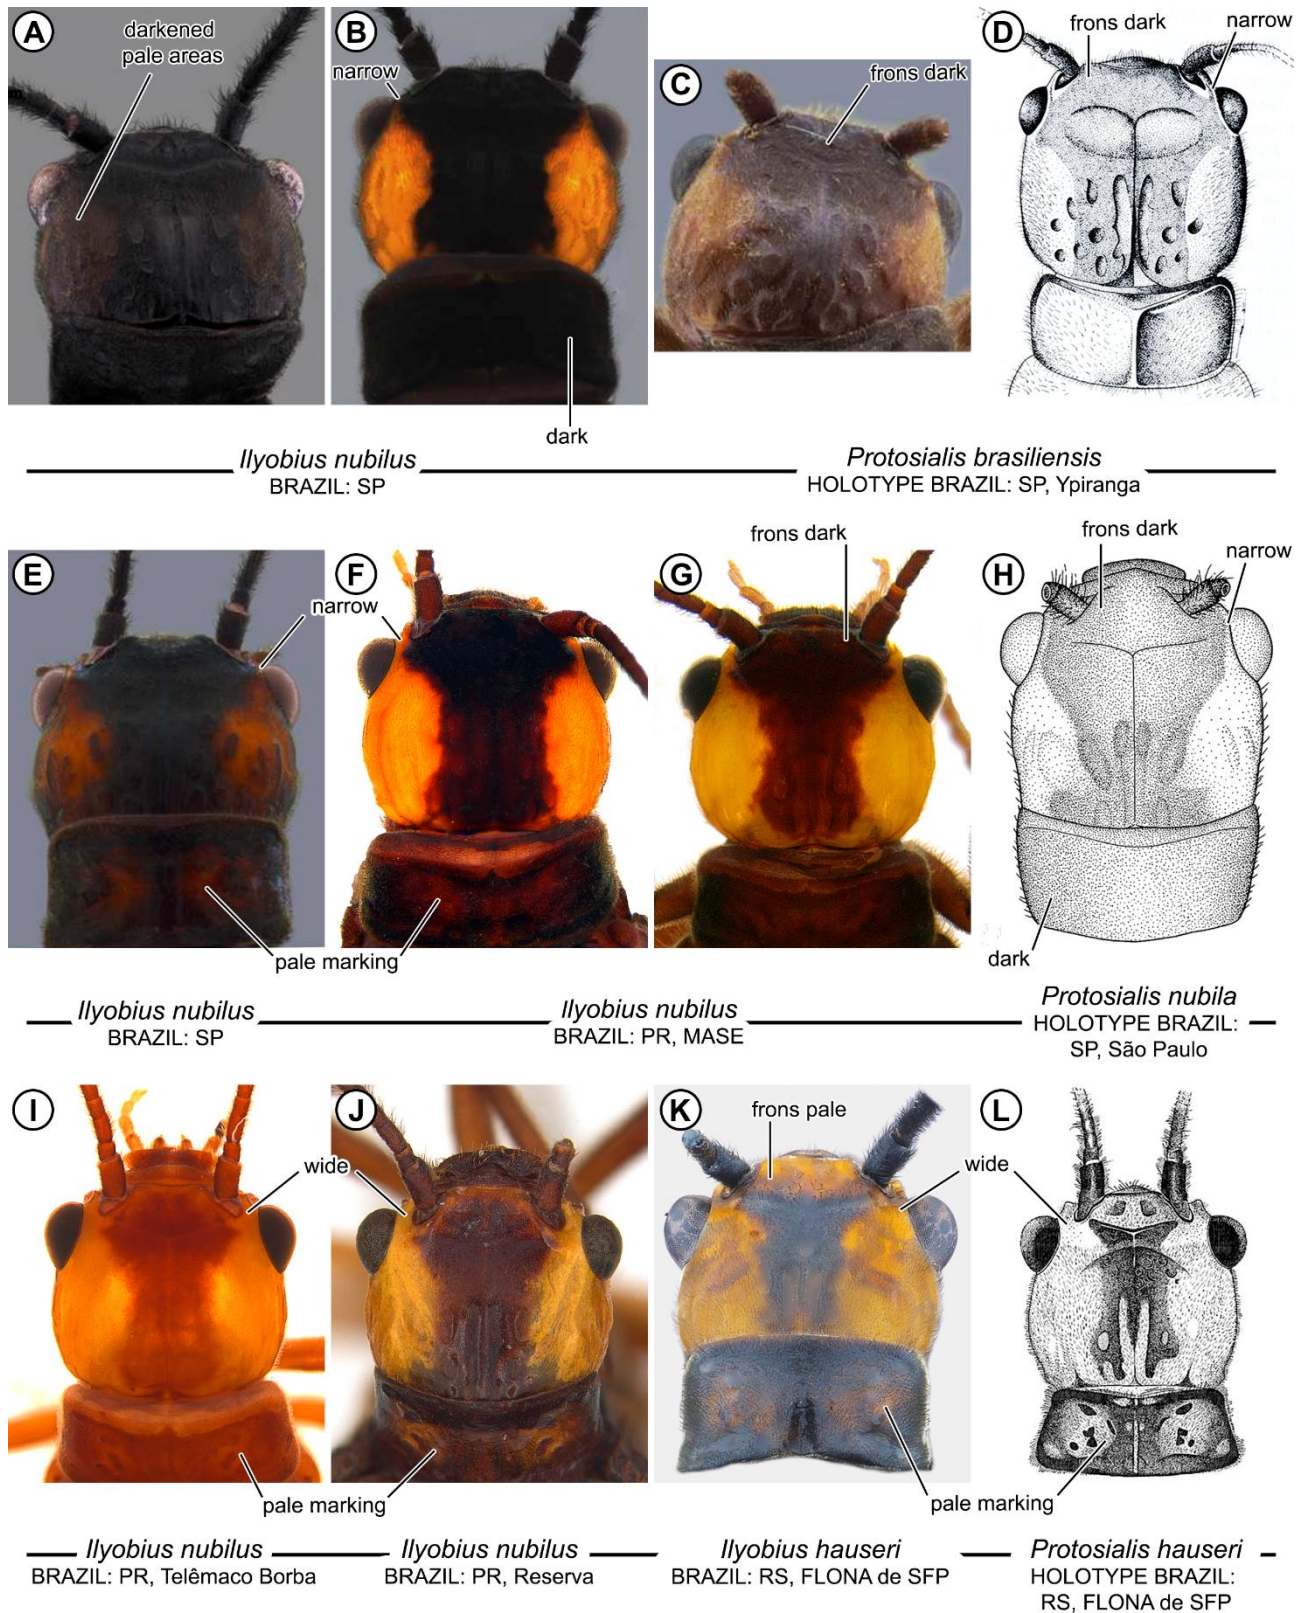 A
darkened
pale areas
B
narrow
dark
C
frons dark
D
frons dark
narrow
Ilyobius nubilus
BRAZIL: SP
Protosialis brasiliensis
HOLOTYPE BRAZIL: SP, Ypiranga
E
narrow
F
pale marking
G
frons dark
H
frons dark
narrow
dark
Ilyobius nubilus
BRAZIL: SP
Ilyobius nubilus
BRAZIL: PR, MASE
Protosialis nubila
HOLOTYPE BRAZIL:
SP, São Paulo
I
wide
J
pale marking
K
frons pale
wide
L
pale marking
Ilyobius nubilus
BRAZIL: PR, Telêmaco Borba
Ilyobius nubilus
BRAZIL: PR, Reserva
Ilyobius hauseri
BRAZIL: RS, FLONA de SFP
Protosialis hauseri
HOLOTYPE BRAZIL:
RS, FLONA de SFP